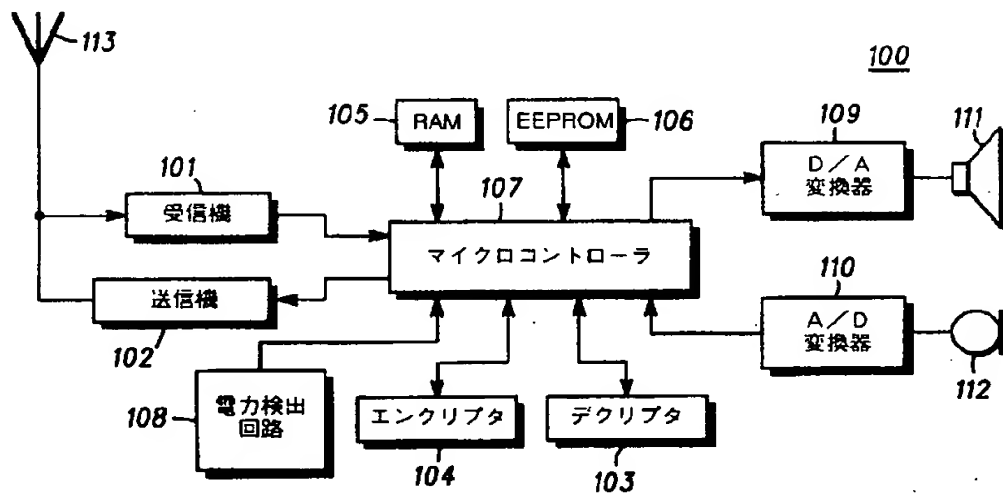 113
100
105
RAM
EEPROM
106
109
111
101
107
D/A
変換器
受信機
マイクロコントローラ
送信機
110
102
A/D
変換器
112
108
電力検出
回路
エンクリプタ
デクリプタ
104
103